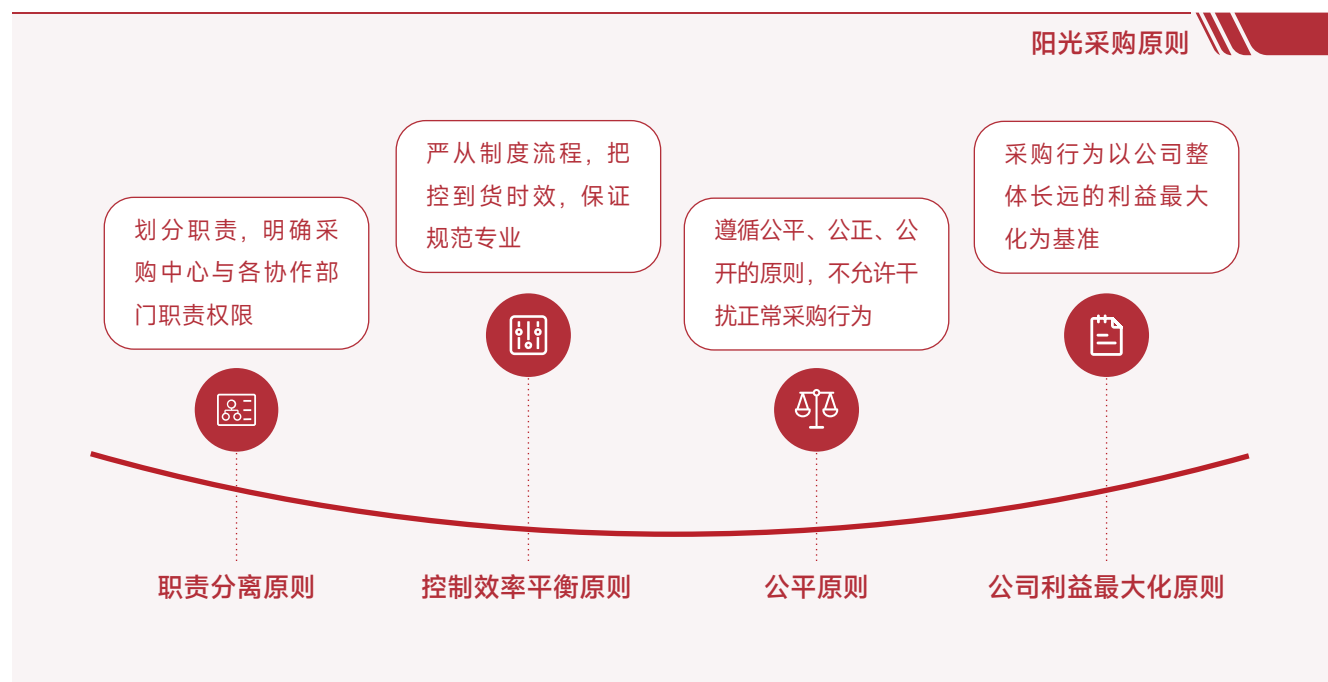 阳光采购原则
划分职责，明确采
购中心与各协作部
门职责权限
严从制度流程，把
控到货时效，保证
规范专业
遵循公平、公正、公
开的原则，不允许干
扰正常采购行为
采购行为以公司整
体长远的利益最大
化为基准
职责分离原则
控制效率平衡原则
公平原则
公司利益最大化原则